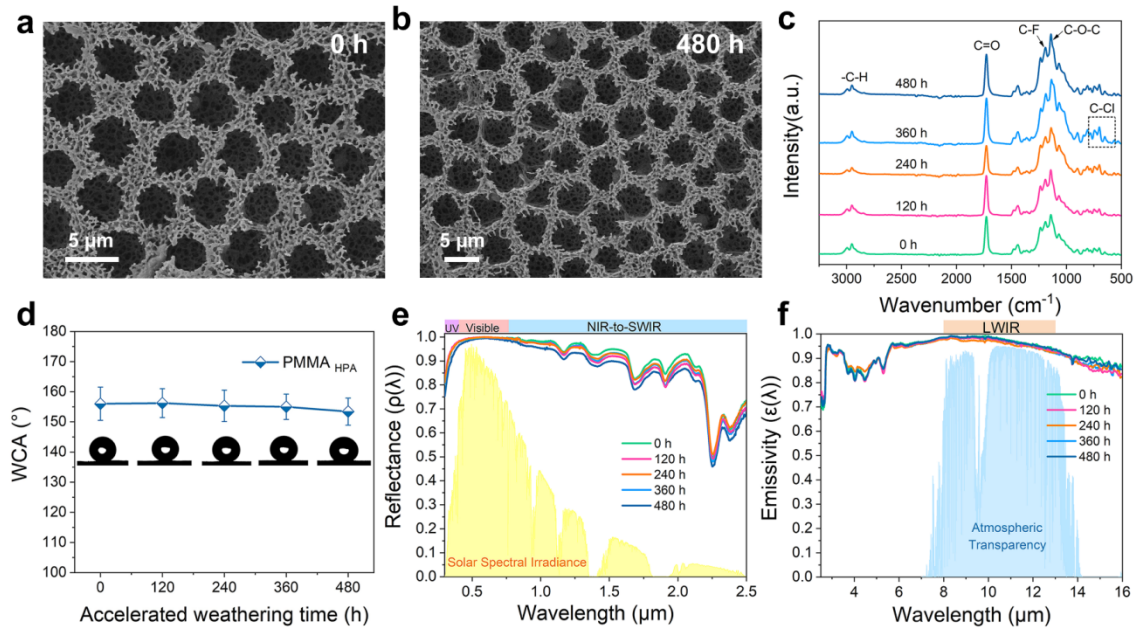 a
0 h
5 µm
b
480 h
5 µm
c
Intensity(a.u.)
-C-H
C=O
C-F
C-O-C
C-Cl
480 h
360 h
240 h
120 h
0 h
3000
2500
2000
1500
1000
500
Wavenumber (cm⁻¹)
d
WCA (°)
180
170
160
150
140
130
120
110
100
PMMA HPA
0
120
240
360
480
Accelerated weathering time (h)
e
UV
Visible
NIR-to-SWIR
Reflectance (ρ(λ))
1.0
0.9
0.8
0.7
0.6
0.5
0.4
0.3
0.2
0.1
0.0
0 h
120 h
240 h
360 h
480 h
Solar Spectral Irradiance
0.5
1.0
1.5
2.0
2.5
Wavelength (µm)
f
LWIR
Emissivity (ε(λ))
1.0
0.9
0.8
0.7
0.6
0.5
0.4
0.3
0.2
0.1
0.0
0 h
120 h
240 h
360 h
480 h
Atmospheric
Transparency
4
6
8
10
12
14
16
Wavelength (µm)